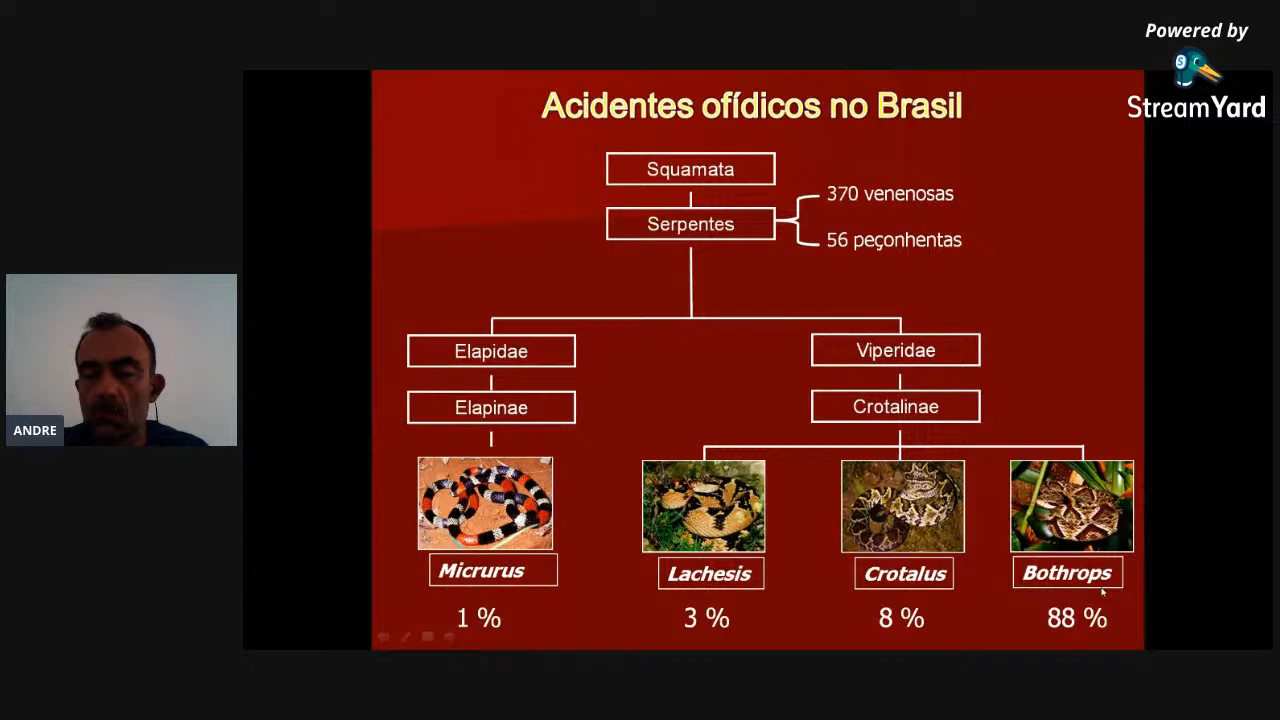 Powered by
StreamYard
Acidentes ofídicos no Brasil
Squamata
Serpentes
370 venenosas
56 peçonhentas
Elapidae
Viperidae
Elapinae
Crotalinae
ANDRE
Micrurus
Lachesis
Crotalus
Bothrops
1 %
3 %
8 %
88 %